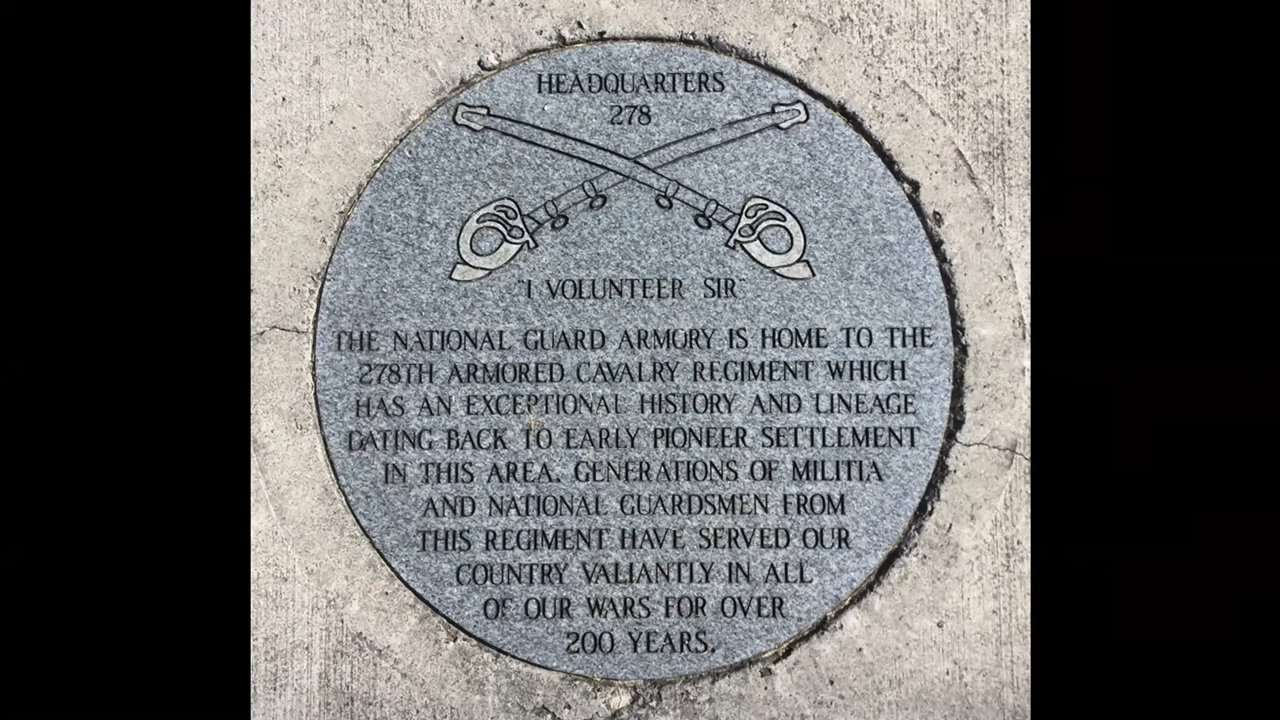 HEADQUARTERS
278
"I VOLUNTEER SIR"
THE NATIONAL GUARD ARMORY IS HOME TO THE
278TH ARMORED CAVALRY REGIMENT WHICH
HAS AN EXCEPTIONAL HISTORY AND LINEAGE
DATING BACK TO EARLY PIONEER SETTLEMENT
IN THIS AREA. GENERATIONS OF MILITIA
AND NATIONAL GUARDSMEN FROM
THIS REGIMENT HAVE SERVED OUR
COUNTRY VALIANTLY IN ALL
OF OUR WARS FOR OVER
200 YEARS.